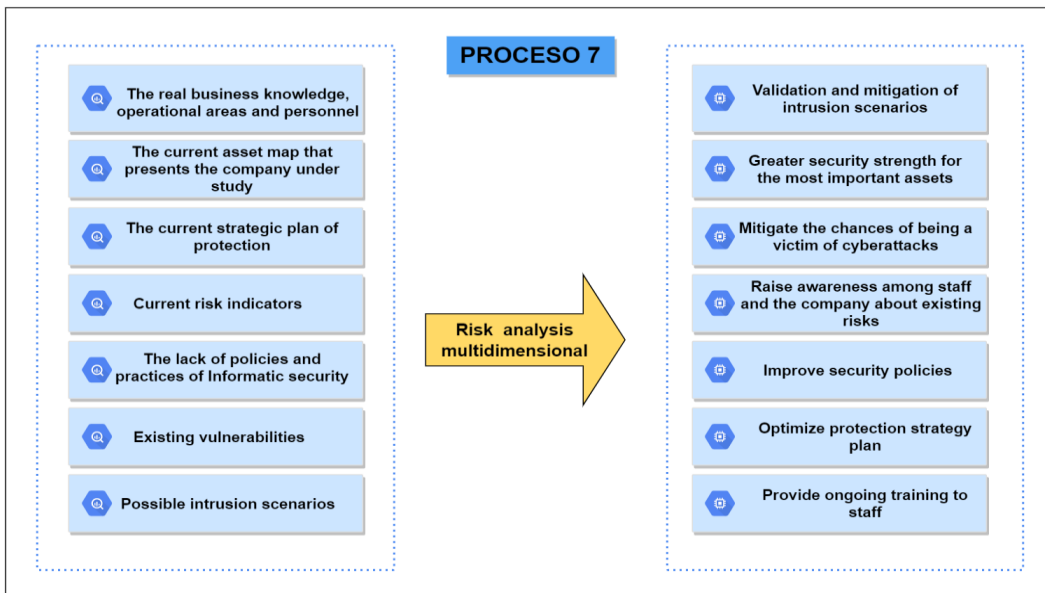 PROCESO 7
The real business knowledge,
operational areas and personnel
The current asset map that
presents the company under
study
The current strategic plan of
protection
Current risk indicators
The lack of policies and
practices of Informatic security
Existing vulnerabilities
Possible intrusion scenarios
Risk analysis
multidimensional
Validation and mitigation of
intrusion scenarios
Greater security strength for
the most important assets
Mitigate the chances of being a
victim of cyberattacks
Raise awareness among staff
and the company about existing
risks
Improve security policies
Optimize protection strategy
plan
Provide ongoing training to
staff